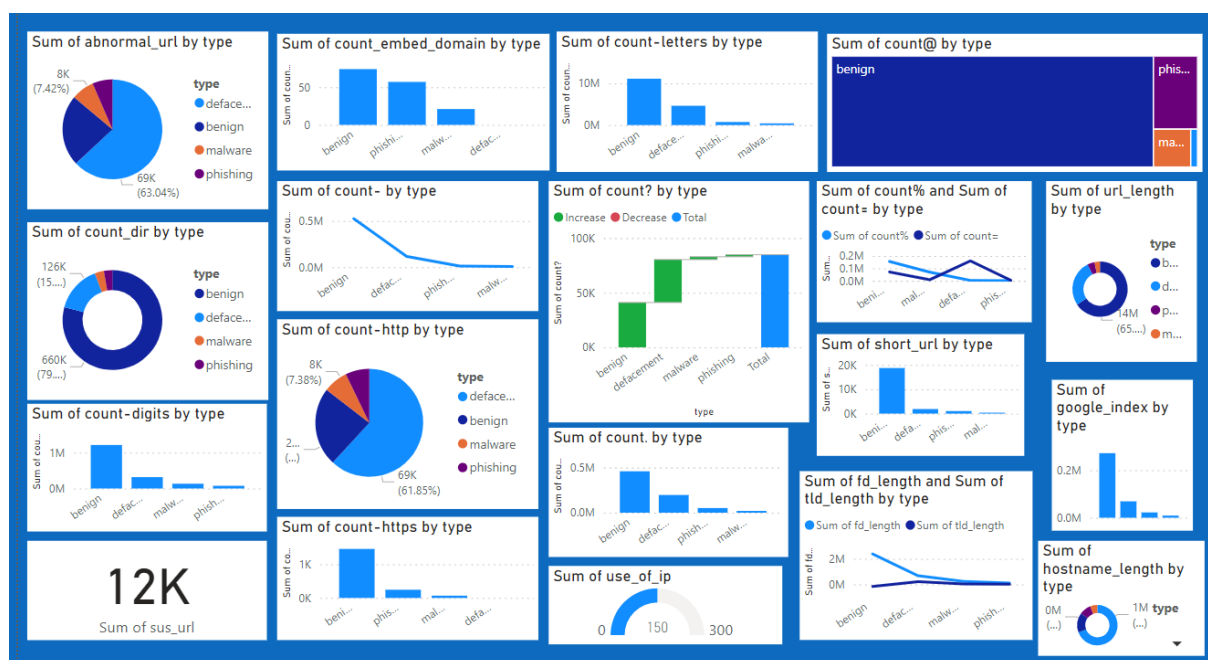 Sum of abnormal_url by type
8K
(7.42%)
69K
(63.04%)
type
deface...
benign
malware
phishing
Sum of count_embed_domain by type
Sum of coun...
50
0
benign
phishi...
malw...
defac...
Sum of count-letters by type
Sum of coun...
10M
0M
benign
deface...
phishi...
malwa...
Sum of count@ by type
benign
phis...
ma...
Sum of count_dir by type
126K
(15....)
660K
(79....)
type
benign
deface...
malware
phishing
Sum of count- by type
Sum of c...
0.5M
0.0M
benign
defac...
phish...
malw...
Sum of count? by type
Increase
Decrease
Total
Sum of count?
100K
50K
0K
benign
defacement
malware
phishing
Total
type
Sum of count% and Sum of
count= by type
Sum of count%
Sum of count=
Sum...
0.2M
0.1M
0.0M
beni...
mal...
defa...
phis...
Sum of url_length
by type
14M
(65....)
type
b...
d...
p...
m...
Sum of count-http by type
8K
(7.38%)
2...
(...)
69K
(61.85%)
type
deface...
benign
malware
phishing
Sum of short_url by type
Sum of s...
20K
10K
0K
beni...
defa...
phis...
mal...
Sum of
google_index by
type
0.2M
0.0M
Sum of count-digits by type
Sum of cou...
1M
0M
benign
defac...
malw...
phish...
Sum of count. by type
Sum of cou...
0.5M
0.0M
benign
defac...
phish...
malw...
Sum of fd_length and Sum of
tld_length by type
Sum of fd_length
Sum of tld_length
Sum of fd...
2M
0M
benign
defac...
malw...
phish...
Sum of count-https by type
Sum of co...
1K
0K
beni...
phis...
mal...
defa...
12K
Sum of sus_url
Sum of use_of_ip
0
150
300
Sum of
hostname_length by
type
0M
(...)
1M
(...)
type